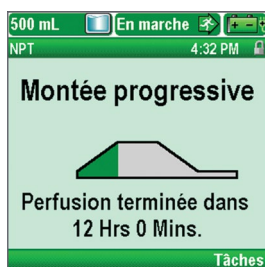 500 mL En marche
NPT 4:32 PM
Montée progressive
Perfusion terminée dans
12 Hrs 0 Mins.
Tâches